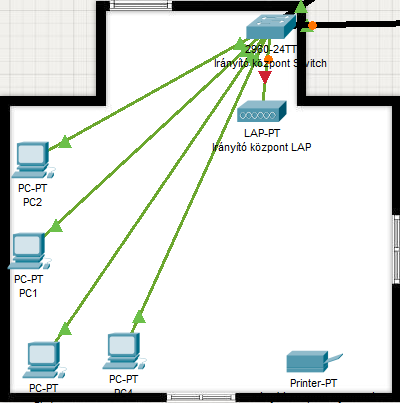 2960-24TT
Irányító központ Switch
LAP-PT
Irányító központ LAP
PC-PT
PC2
PC-PT
PC1
PC-PT
PC-PT
Printer-PT